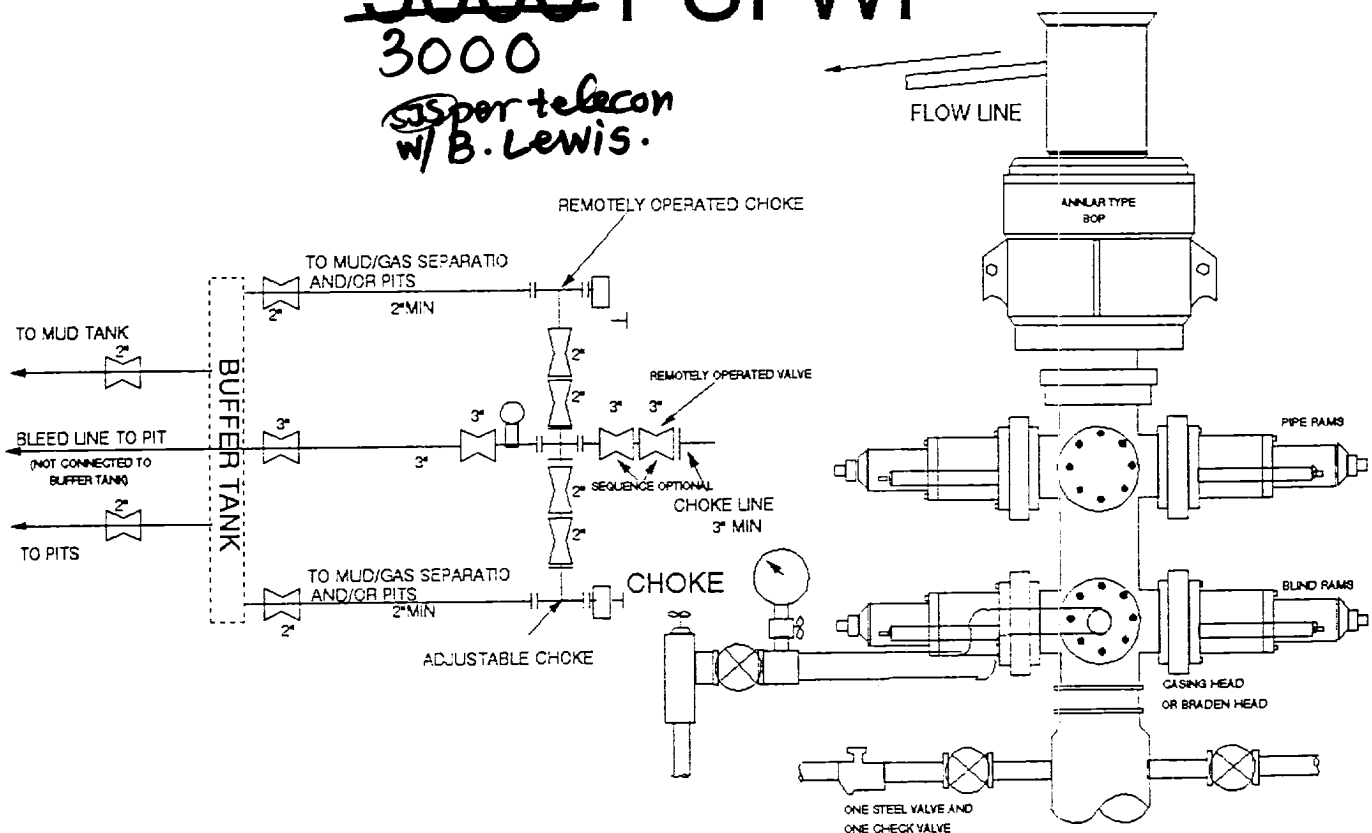 PSI WP
3000
SJS per telecon
w/ B. Lewis.
FLOW LINE
ANNLAR TYPE
BOP
REMOTELY OPERATED CHOKE
TO MUD/GAS SEPARATIO
AND/OR PITS
2" MIN
2"
TO MUD TANK
2"
2"
2"
REMOTELY OPERATED VALVE
3"
3"
3"
3"
BUFFER TANK
BLEED LINE TO PIT
(NOT CONNECTED TO
BUFFER TANK)
3"
SEQUENCE OPTIONAL
CHOKE LINE
3" MIN
2"
2"
2"
TO PITS
TO MUD/GAS SEPARATIO
AND/OR PITS
2" MIN
2"
CHOKE
ADJUSTABLE CHOKE
PIPE RAMS
BLIND RAMS
CASING HEAD
OR BRADEN HEAD
ONE STEEL VALVE AND
ONE CHECK VALVE